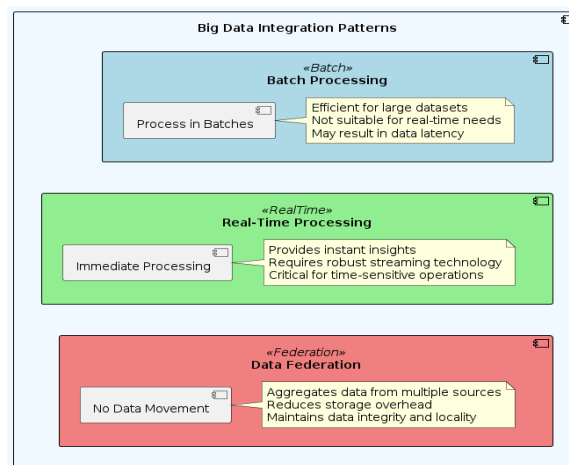 Big Data Integration Patterns
«Batch»
Batch Processing
Process in Batches
Efficient for large datasets
Not suitable for real-time needs
May result in data latency
«RealTime»
Real-Time Processing
Immediate Processing
Provides instant insights
Requires robust streaming technology
Critical for time-sensitive operations
«Federation»
Data Federation
No Data Movement
Aggregates data from multiple sources
Reduces storage overhead
Maintains data integrity and locality